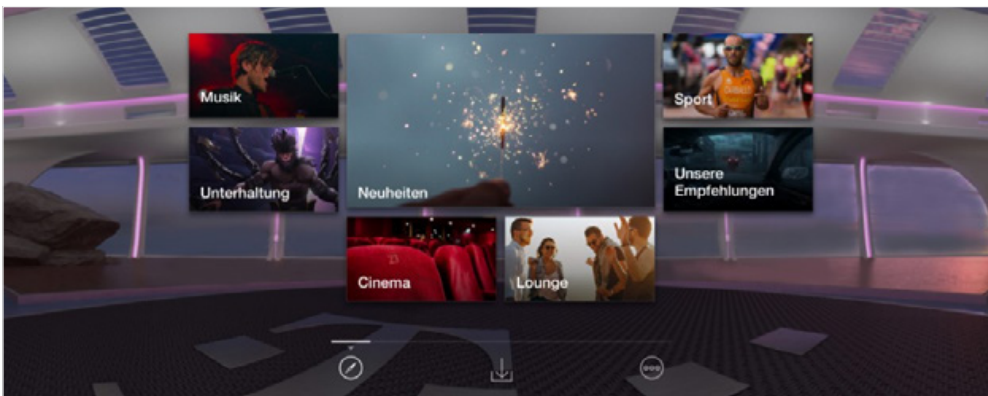 Musik
Sport
Unterhaltung
Neuheiten
Unsere
Empfehlungen
Cinema
Lounge